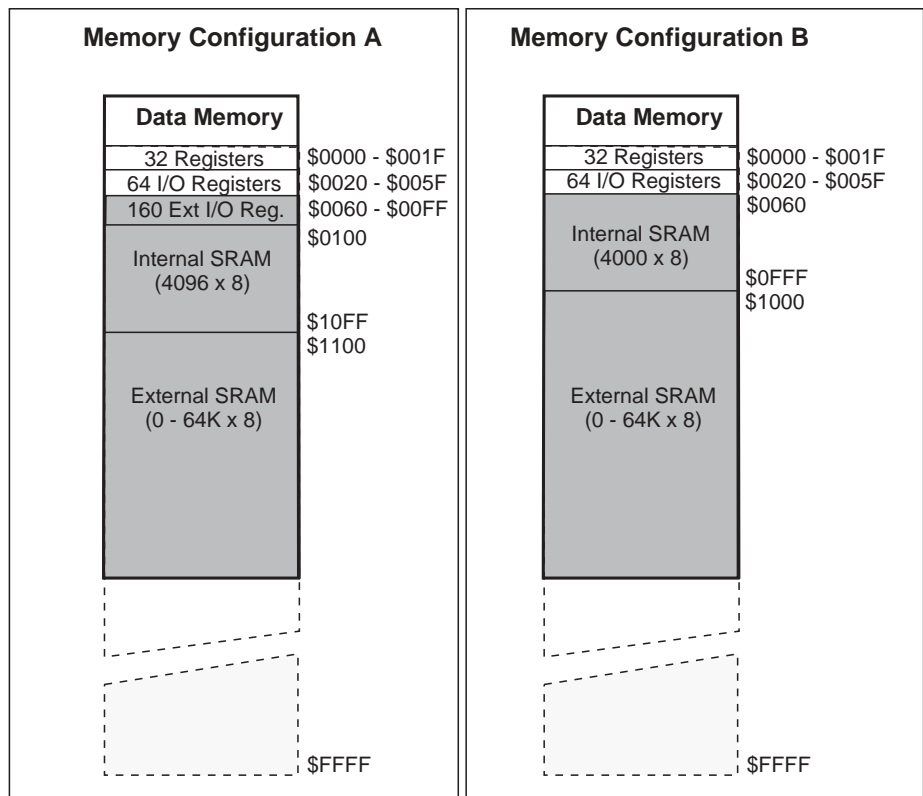 Memory Configuration A
Data Memory
32 Registers
$0000 - $001F
64 I/O Registers
$0020 - $005F
160 Ext I/O Reg.
$0060 - $00FF
$0100
Internal SRAM
(4096 x 8)
$10FF
$1100
External SRAM
(0 - 64K x 8)
$FFFF
Memory Configuration B
Data Memory
32 Registers
$0000 - $001F
64 I/O Registers
$0020 - $005F
$0060
Internal SRAM
(4000 x 8)
$0FFF
$1000
External SRAM
(0 - 64K x 8)
$FFFF